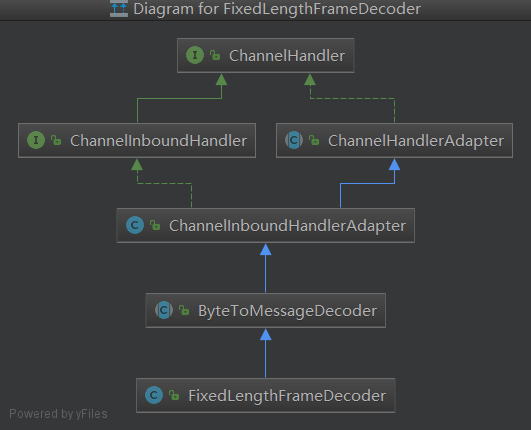 Diagram for FixedLengthFrameDecoder
I ChannelHandler
I ChannelInboundHandler
C ChannelHandlerAdapter
C ChannelInboundHandlerAdapter
C ByteToMessageDecoder
C FixedLengthFrameDecoder
Powered by yFiles